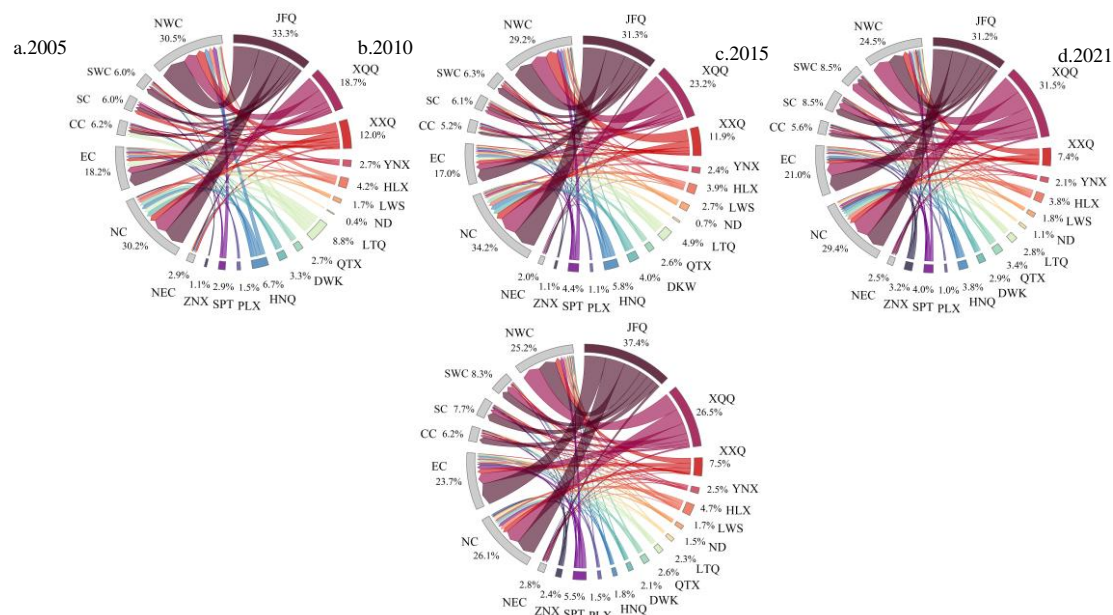 a.2005
NWC
30.5%
JFQ
33.3%
XQQ
18.7%
XXQ
12.0%
2.7% YNX
4.2% HLX
1.7% LWS
0.4% ND
8.8% LTQ
2.7% QTX
3.3% DWK
6.7% HNQ
1.5% PLX
2.9% SPT
1.1% ZNX
2.9% NEC
NC
30.2%
EC
18.2%
CC 6.2%
SC 6.0%
SWC 6.0%
b.2010
NWC
29.2%
JFQ
31.3%
XQQ
23.2%
XXQ
11.9%
2.4% YNX
3.9% HLX
2.7% LWS
0.7% ND
4.9% LTQ
2.6% QTX
4.0% DKW
5.8% HNQ
1.1% PLX
4.4% SPT
1.1% ZNX
2.0% NEC
NC
34.2%
EC
17.0%
CC 5.2%
SC 6.1%
SWC 6.3%
c.2015
NWC
24.5%
JFQ
31.2%
XQQ
31.5%
XXQ
7.4%
2.1% YNX
3.8% HLX
1.8% LWS
1.1% ND
2.8% LTQ
3.4% QTX
2.9% DWK
3.8% HNQ
1.0% PLX
4.0% SPT
3.2% ZNX
2.5% NEC
NC
29.4%
EC
21.0%
CC 5.6%
SC 8.5%
SWC 8.5%
d.2021
NWC
25.2%
JFQ
37.4%
XQQ
26.5%
XXQ
7.5%
2.5% YNX
4.7% HLX
1.7% LWS
1.5% ND
2.3% LTQ
2.6% QTX
2.1% DWK
1.8% HNQ
1.5% PLX
5.5% SPT
2.4% ZNX
2.8% NEC
NC
26.1%
EC
23.7%
CC 6.2%
SC 7.7%
SWC 8.3%